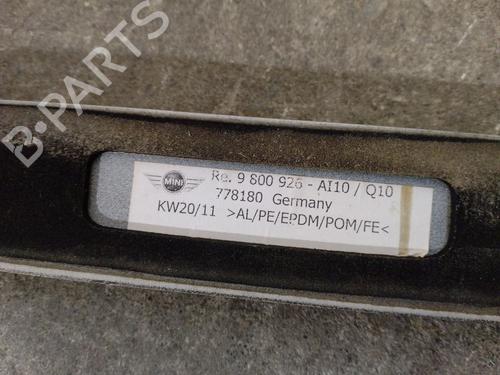 B-PARTS
MINI
Re. 9 800 926 - AI10 / Q10
778180 Germany
KW20/11 >AL/PE/EPDM/POM/FE<